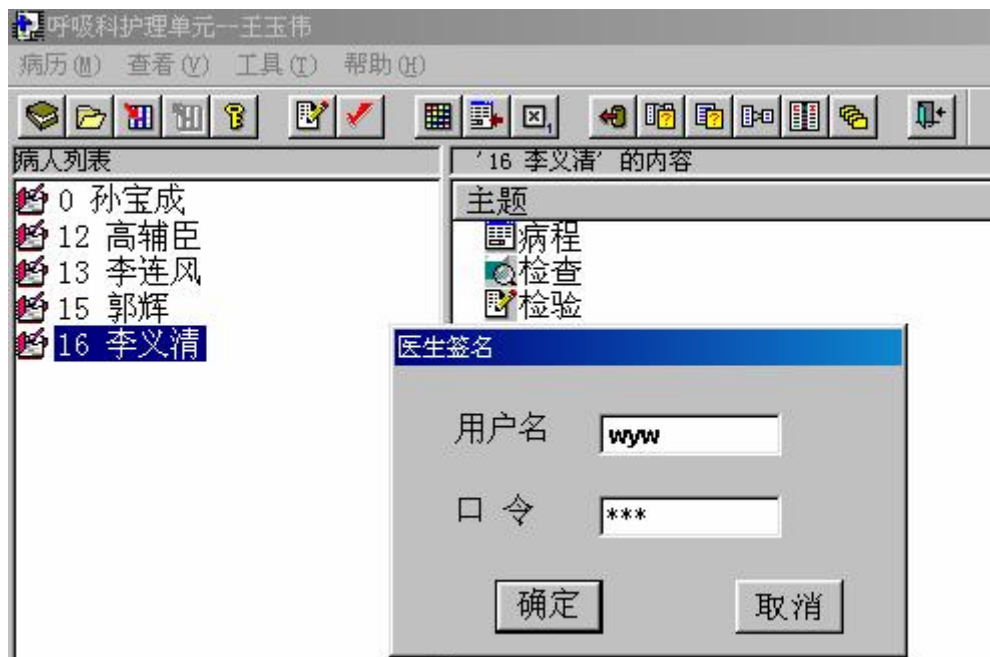 呼吸科护理单元--王玉伟
病历(M) 查看(V) 工具(T) 帮助(H)
病人列表
'16 李义清' 的内容
0 孙宝成
12 高辅臣
13 李连风
15 郭辉
16 李义清
主题
病程
检查
检验
医生签名
用户名 wyw
口 令 ***
确定 取消